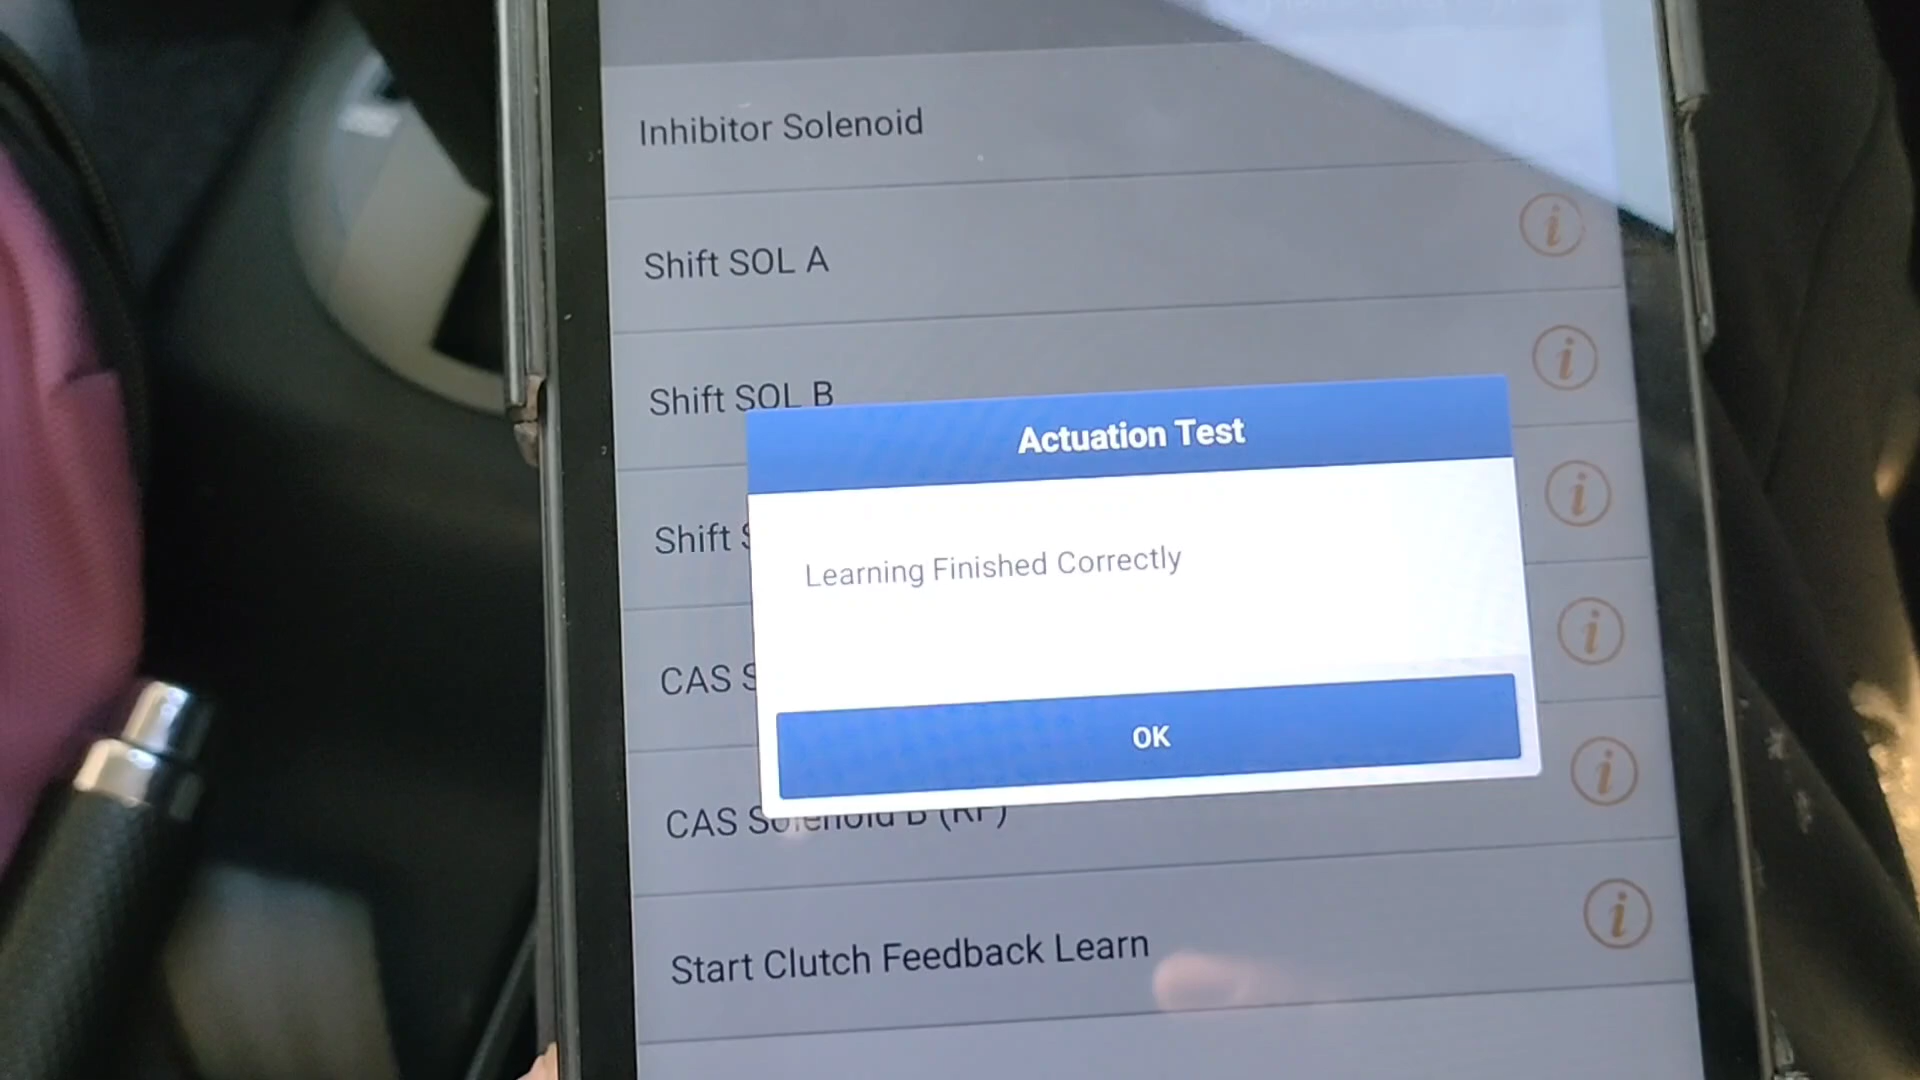 Inhibitor Solenoid
Shift SOL A
Shift SOL B
Actuation Test
Shift
Learning Finished Correctly
CAS
OK
CAS Solenoid B (RP)
Start Clutch Feedback Learn